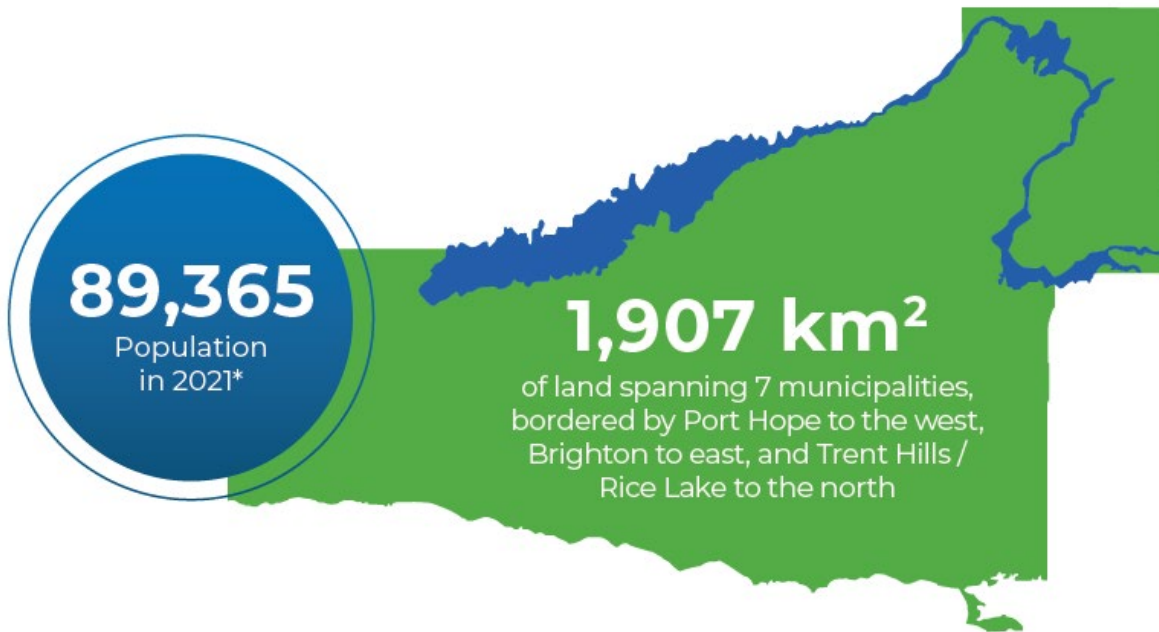 89,365
Population
in 2021*
1,907 km²
of land spanning 7 municipalities,
bordered by Port Hope to the west,
Brighton to east, and Trent Hills /
Rice Lake to the north